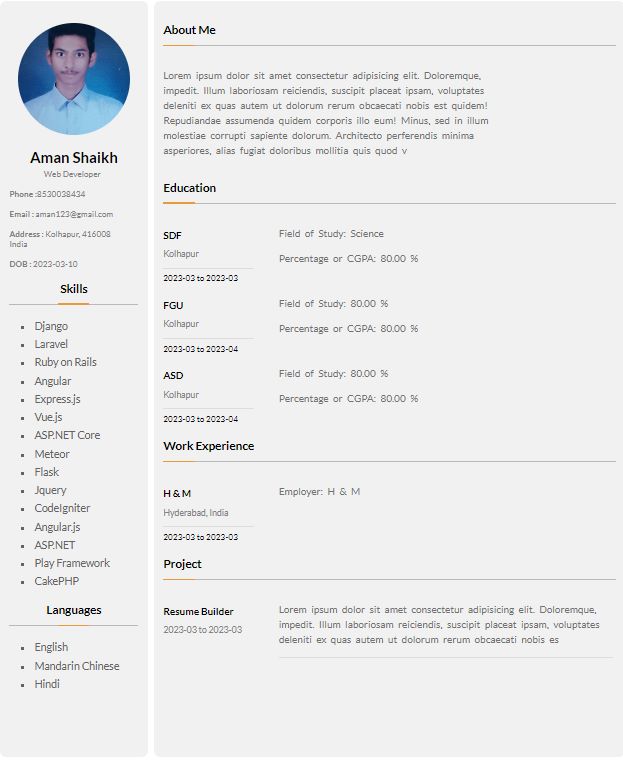 Aman Shaikh
Web Developer
Phone :8530038434
Email : aman123@gmail.com
Address : Kolhapur, 416008
India
DOB : 2023-03-10
Skills
Django
Laravel
Ruby on Rails
Angular
Express.js
Vue.js
ASP.NET Core
Meteor
Flask
Jquery
CodeIgniter
Angular.js
ASP.NET
Play Framework
CakePHP
Languages
English
Mandarin Chinese
Hindi
About Me
Lorem ipsum dolor sit amet consectetur adipisicing elit. Doloremque,
impedit. Illum laboriosam reiciendis, suscipit placeat ipsam, voluptates
deleniti ex quas autem ut dolorum rerum obcaecati nobis est quidem!
Repudiandae assumenda quidem corporis illo eum! Minus, sed in illum
molestiae corrupti sapiente dolorum. Architecto perferendis minima
asperiores, alias fugiat doloribus mollitia quis quod v
Education
SDF
Kolhapur
2023-03 to 2023-03
Field of Study: Science
Percentage or CGPA: 80.00 %
FGU
Kolhapur
2023-03 to 2023-04
Field of Study: 80.00 %
Percentage or CGPA: 80.00 %
ASD
Kolhapur
2023-03 to 2023-04
Field of Study: 80.00 %
Percentage or CGPA: 80.00 %
Work Experience
H & M
Hyderabad, India
2023-03 to 2023-03
Employer: H & M
Project
Resume Builder
2023-03 to 2023-03
Lorem ipsum dolor sit amet consectetur adipisicing elit. Doloremque,
impedit. Illum laboriosam reiciendis, suscipit placeat ipsam, voluptates
deleniti ex quas autem ut dolorum rerum obcaecati nobis es